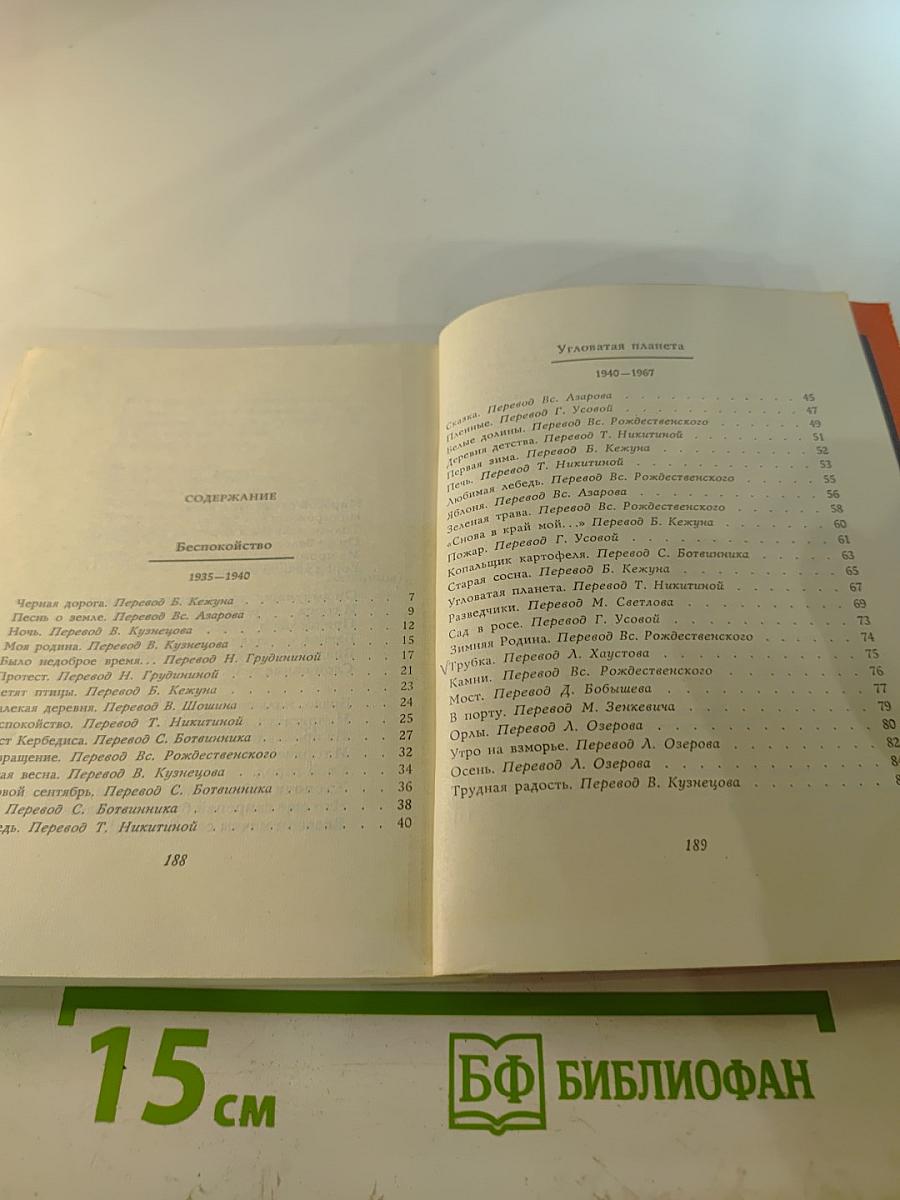 СОДЕРЖАНИЕ
Беспокойство
1935—1940
Черная дорога. Перевод Б. Кежуна . . . . . . . . . 7
Песнь о земле. Перевод Вс. Азарова . . . . . . . . . 9
Ночь. Перевод В. Кузнецова . . . . . . . . . 12
Моя родина. Перевод В. Кузнецова . . . . . . . . . 15
Было недоброе время... Перевод Н. Грудининой . . . . 17
Протест. Перевод Н. Грудининой . . . . . . . . . 21
етят птицы. Перевод Б. Кежуна . . . . . . . . . 23
алекая деревня. Перевод В. Шошина . . . . . . . . . 24
спокойство. Перевод Т. Никитиной . . . . . . . . . 25
ст Кербедиса. Перевод С. Ботвинника . . . . . . . . . 27
вращение. Перевод Вс. Рождественского . . . . . . . 32
ая весна. Перевод В. Кузнецова . . . . . . . . . 34
овой сентябрь. Перевод С. Ботвинника . . . . . . . 36
Перевод С. Ботвинника . . . . . . . . . 38
едь. Перевод Т. Никитиной . . . . . . . . . 40
188
Угловатая планета
1940—1967
Сказка. Перевод Вс. Азарова . . . . . . . . . 45
Пленные. Перевод Г. Усовой . . . . . . . . . 47
Белые долины. Перевод Вс. Рождественского . . . . . 49
Деревня детства. Перевод Т. Никитиной . . . . . . . 51
Первая зима. Перевод Б. Кежуна . . . . . . . . . 52
Печь. Перевод Т. Никитиной . . . . . . . . . 53
Любимая лебедь. Перевод Вс. Рождественского . . . . 55
Яблоня. Перевод Вс. Азарова . . . . . . . . . 56
Зеленая трава. Перевод Вс. Рождественского . . . . . 58
«Снова в край мой...» Перевод Б. Кежуна . . . . . . 60
Пожар. Перевод Г. Усовой . . . . . . . . . 61
Копальщик картофеля. Перевод С. Ботвинника . . . . 63
Старая сосна. Перевод Б. Кежуна . . . . . . . . . 65
Угловатая планета. Перевод Т. Никитиной . . . . . . 67
Разведчики. Перевод М. Светлова . . . . . . . . . 69
Сад в росе. Перевод Г. Усовой . . . . . . . . . 73
Зимняя Родина. Перевод Вс. Рождественского . . . . . 74
Трубка. Перевод Л. Хаустова . . . . . . . . . 75
Камни. Перевод Вс. Рождественского . . . . . . . 76
Мост. Перевод Д. Бобышева . . . . . . . . . 77
В порту. Перевод М. Зенкевича . . . . . . . . . 79
Орлы. Перевод Л. Озерова . . . . . . . . . 80
Утро на взморье. Перевод Л. Озерова . . . . . . . 82
Осень. Перевод Л. Озерова . . . . . . . . .
Трудная радость. Перевод В. Кузнецова . . . . . . .
189
15 см
БФ БИБЛИОФАН